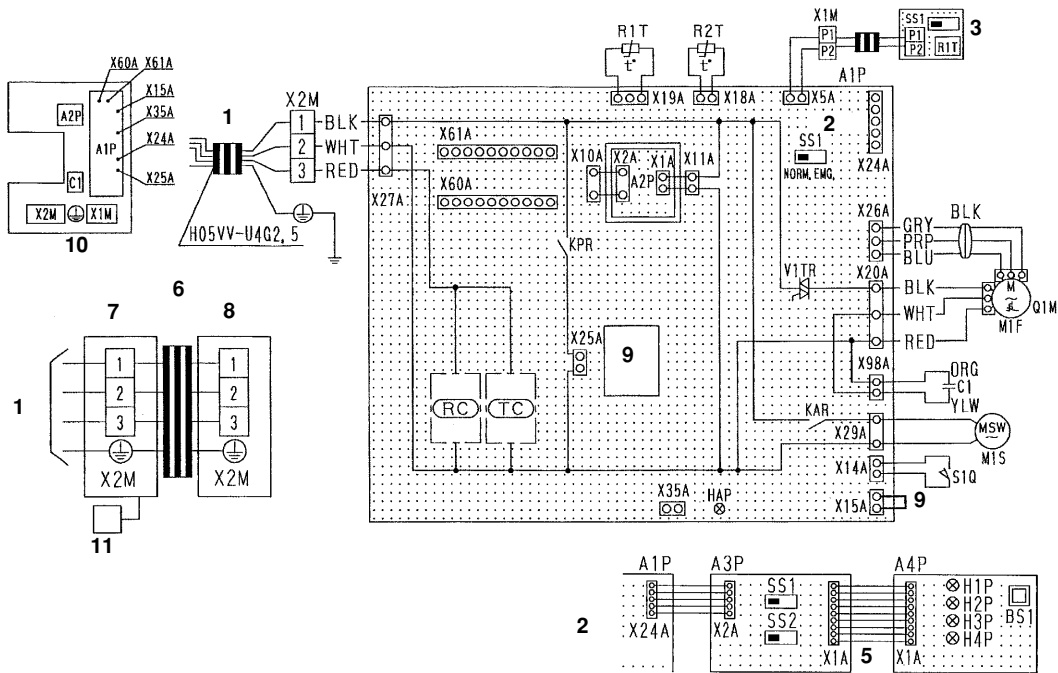 R1T
t°
R2T
t°
X1M
P1
P2
SS1
P1
P2
R1T
3
X60A
X61A
X15A
X35A
X24A
X25A
A2P
A1P
C1
X2M
X1M
10
1
H05VV-U4G2,5
X2M
1
2
3
BLK
WHT
RED
X27A
X19A
X18A
X5A
A1P
2
SS1
NORM. EMG.
X24A
X61A
X60A
X10A
X2A
A2P
X1A
X11A
KPR
V1TR
X26A
GRY
PRP
BLU
BLK
X20A
BLK
WHT
RED
M
~
M1F
Q1M
X25A
9
RC
TC
X98A
ORG
C1
YLW
KAR
X29A
MSW
~
M1S
X14A
S1Q
X15A
9
X35A
HAP
6
7
8
1
1
2
3
X2M
1
2
3
X2M
11
2
A1P
X24A
A3P
X2A
SS1
SS2
X1A
5
A4P
X1A
H1P
H2P
H3P
H4P
BS1